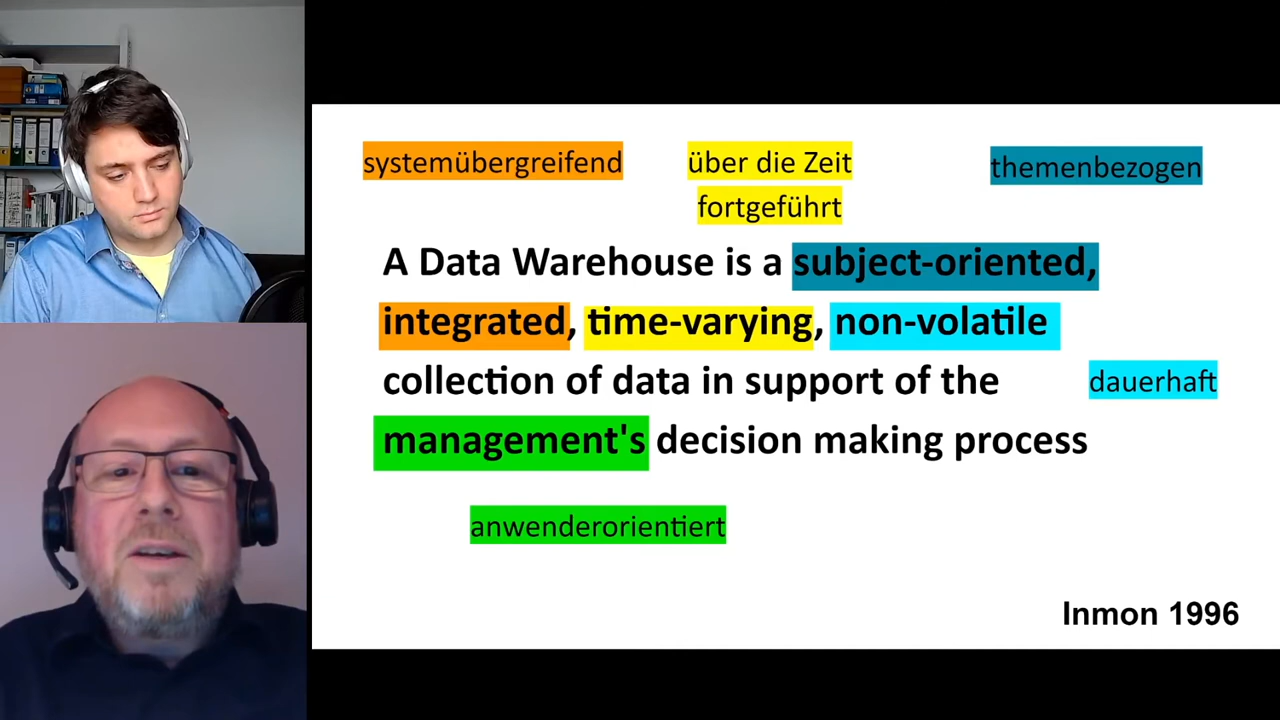 systemübergreifend
über die Zeit
fortgeführt
themenbezogen
A Data Warehouse is a subject-oriented,
integrated, time-varying, non-volatile
collection of data in support of the
dauerhaft
management's decision making process
anwenderorientiert
Inmon 1996